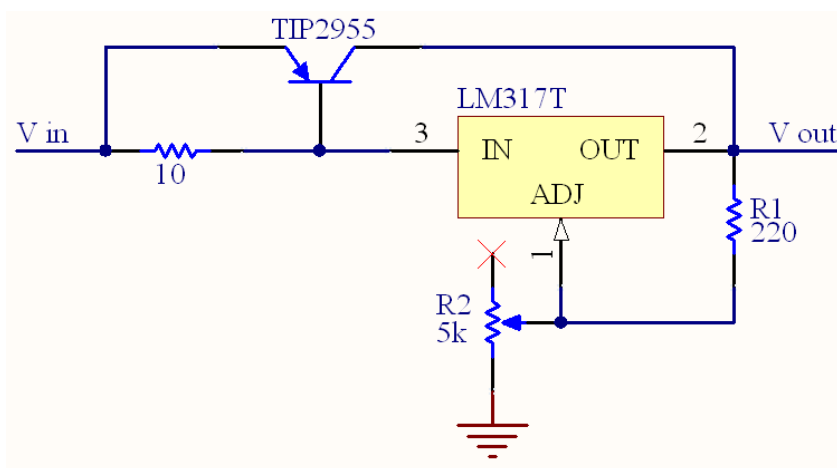 TIP2955
LM317T
V in
10
3
IN
OUT
2
V out
ADJ
1
R1
220
R2
5k